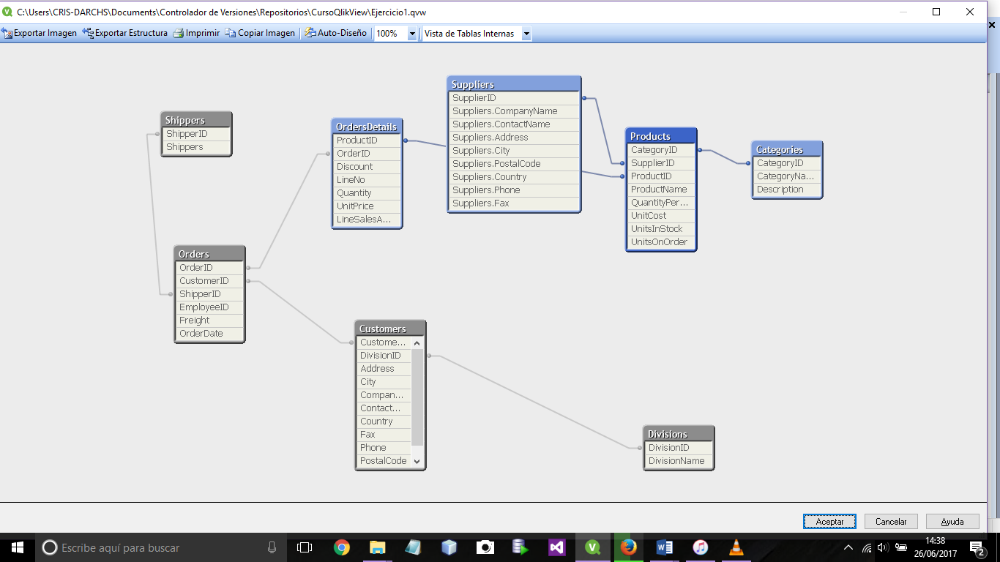 C:\Users\CRIS-DARCHS\Documents\Controlador de Versiones\Repositorios\CursoQlikView\Ejercicio1.qvw
Exportar Imagen Exportar Estructura Imprimir Copiar Imagen Auto-Diseño 100% Vista de Tablas Internas
Shippers
ShipperID
Shippers
OrdersDetails
ProductID
OrderID
Discount
LineNo
Quantity
UnitPrice
LineSalesA...
Suppliers
SupplierID
Suppliers.CompanyName
Suppliers.ContactName
Suppliers.Address
Suppliers.City
Suppliers.PostalCode
Suppliers.Country
Suppliers.Phone
Suppliers.Fax
Products
CategoryID
SupplierID
ProductID
ProductName
QuantityPer...
UnitCost
UnitsInStock
UnitsOnOrder
Categories
CategoryID
CategoryNa...
Description
Orders
OrderID
CustomerID
ShipperID
EmployeeID
Freight
OrderDate
Customers
Custome...
DivisionID
Address
City
Compan...
Contact...
Country
Fax
Phone
PostalCode
Divisions
DivisionID
DivisionName
Aceptar Cancelar Ayuda
Escribe aquí para buscar
14:38
26/06/2017
2